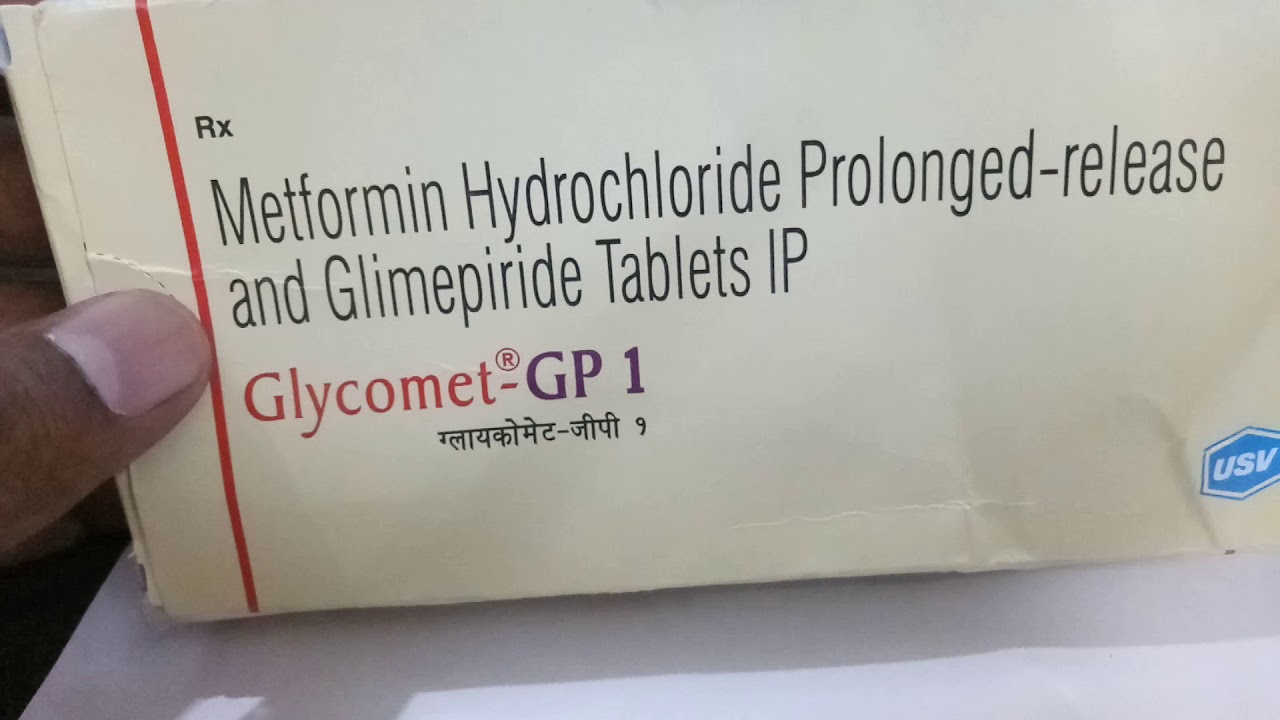 Rx
Metformin Hydrochloride Prolonged-release
and Glimepiride Tablets IP
Glycomet®-GP 1
ग्लायकोमेट-जीपी १
USV